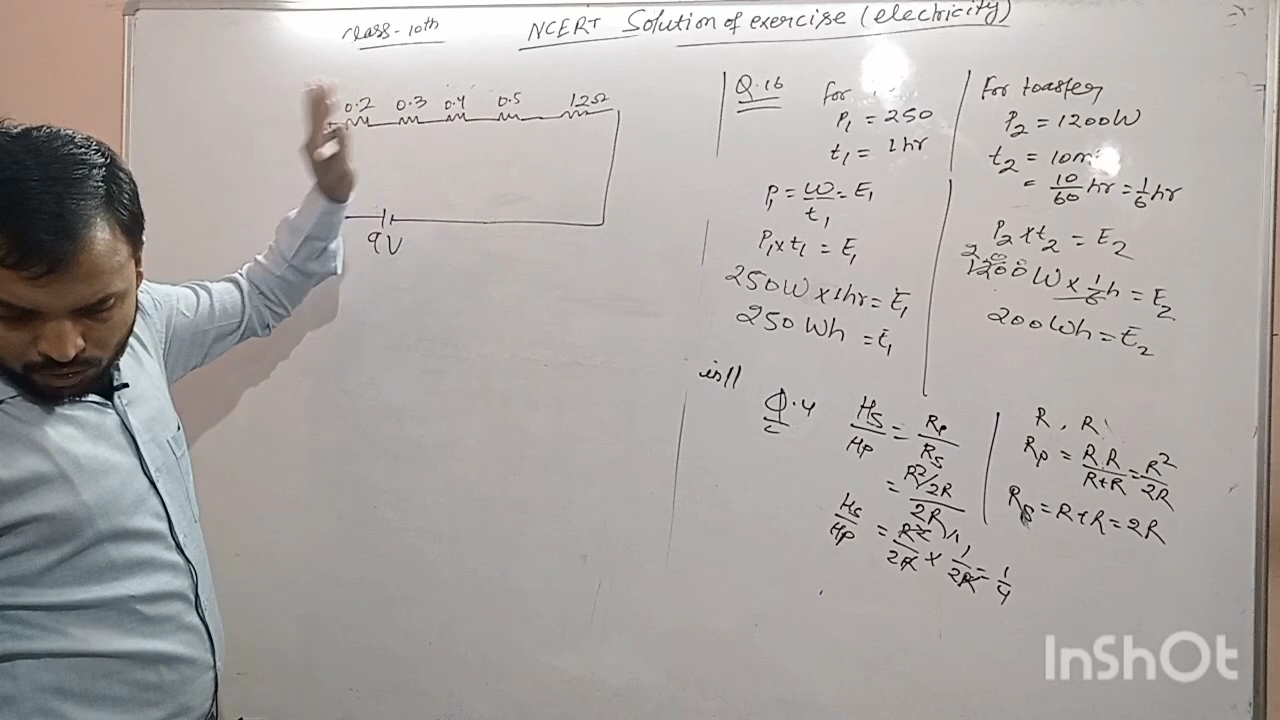 class-10th
NCERT Solution of exercise (electricity)
0.2 0.3 0.4 0.5 12Ω
9V
Q.16
for
P₁ = 250
t₁ = 1hr
P₁ = W/t₁ = E₁
P₁ x t₁ = E₁
250W x 1hr = E₁
250 Wh = E₁
For toaster
P₂ = 1200W
t₂ = 10m
= 10/60 hr = 1/6 hr
P₂ x t₂ = E₂
200
1200W x 1/6 h = E₂
200Wh = E₂
Q.4
Hs/Hp = Rp/Rs
= R²/2R / 2R
Hs/Hp = R²/2R x 1/2R = 1/4
R, R
Rp = R.R/R+R = R²/2R
Rs = R+R = 2R
InShOt